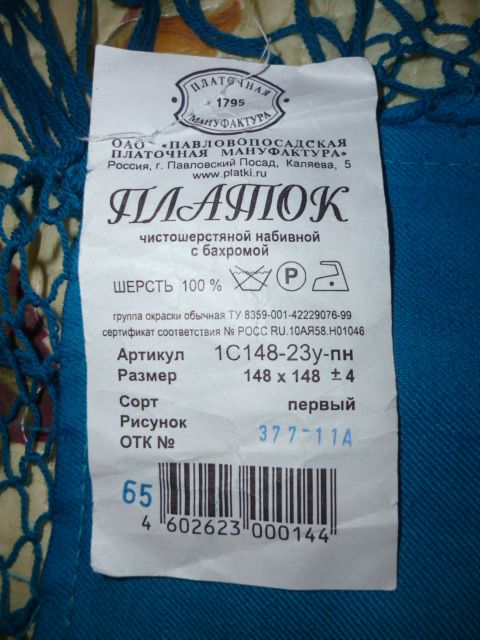 ПЛАТОЧНАЯ
1795
МАНУФАКТУРА
ОАО «ПАВЛОВОПОСАДСКАЯ
ПЛАТОЧНАЯ МАНУФАКТУРА»
Россия, г. Павловский Посад, Каляева, 5
www.platki.ru
ПЛАТОК
чистошерстяной набивной
с бахромой
ШЕРСТЬ 100 % P
группа окраски обычная ТУ 8359-001-42229076-99
сертификат соответствия № РОСС RU.10АЯ58.Н01046
Артикул 1С148-23у-пн
Размер 148 x 148 ± 4
Сорт первый
Рисунок
ОТК № 377-11А
65
4 602623 000144